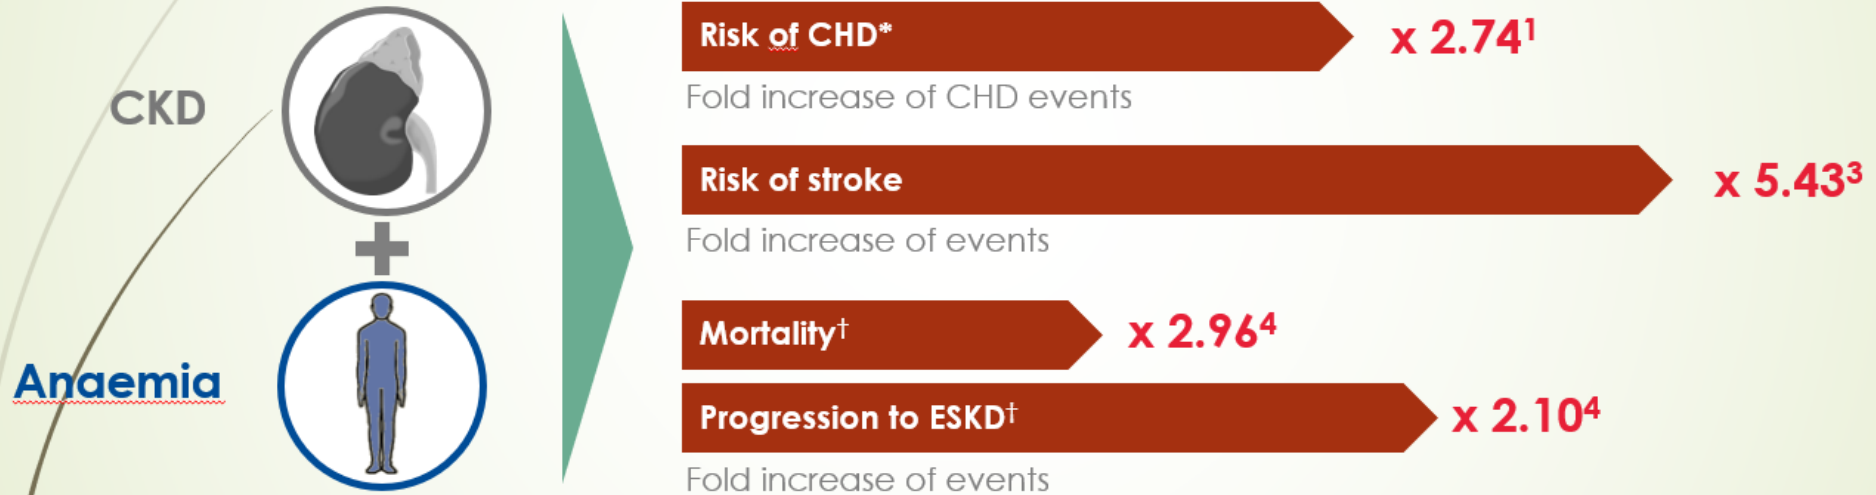 CKD
Anaemia
Risk of CHD*
x 2.74¹
Fold increase of CHD events
Risk of stroke
x 5.43³
Fold increase of events
Mortality†
x 2.96⁴
Progression to ESKD†
x 2.10⁴
Fold increase of events